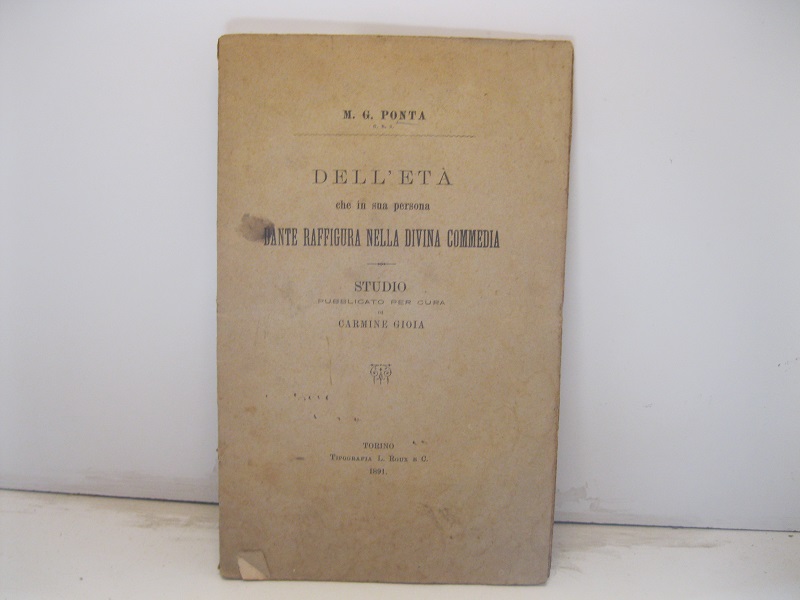 M. G. PONTA
DELL'ETÀ
che in sua persona
DANTE RAFFIGURA NELLA DIVINA COMMEDIA
STUDIO
PUBBLICATO PER CURA
DI
CARMINE GIOIA
TORINO
TIPOGRAFIA L. ROUX E C.
1891.